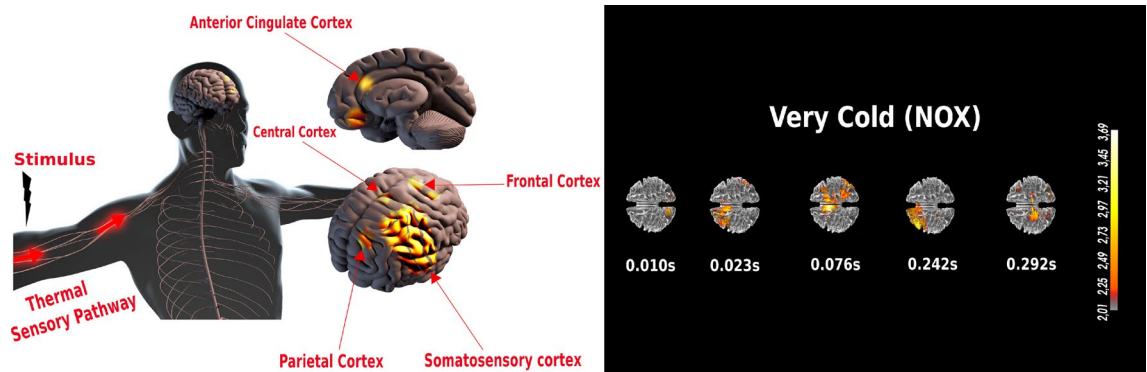 Anterior Cingulate Cortex
Central Cortex
Stimulus
Frontal Cortex
Thermal
Sensory Pathway
Parietal Cortex
Somatosensory cortex
Very Cold (NOX)
0.010s
0.023s
0.076s
0.242s
0.292s
3,69
3,45
3,21
2,97
2,73
2,49
2,25
2,01